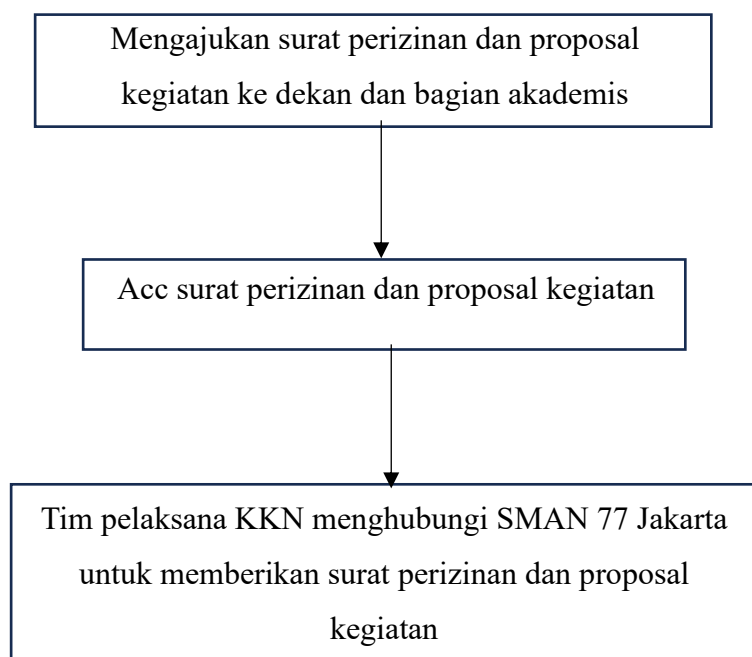 Mengajukan surat perizinan dan proposal
kegiatan ke dekan dan bagian akademis
Acc surat perizinan dan proposal kegiatan
Tim pelaksana KKN menghubungi SMAN 77 Jakarta
untuk memberikan surat perizinan dan proposal
kegiatan